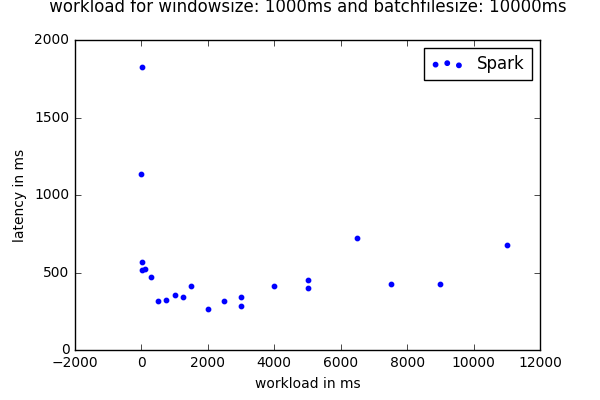 workload for windowsize: 1000ms and batchfilesize: 10000ms
2000
1500
1000
500
0
latency in ms
Spark
−2000 0 2000 4000 6000 8000 10000 12000
workload in ms